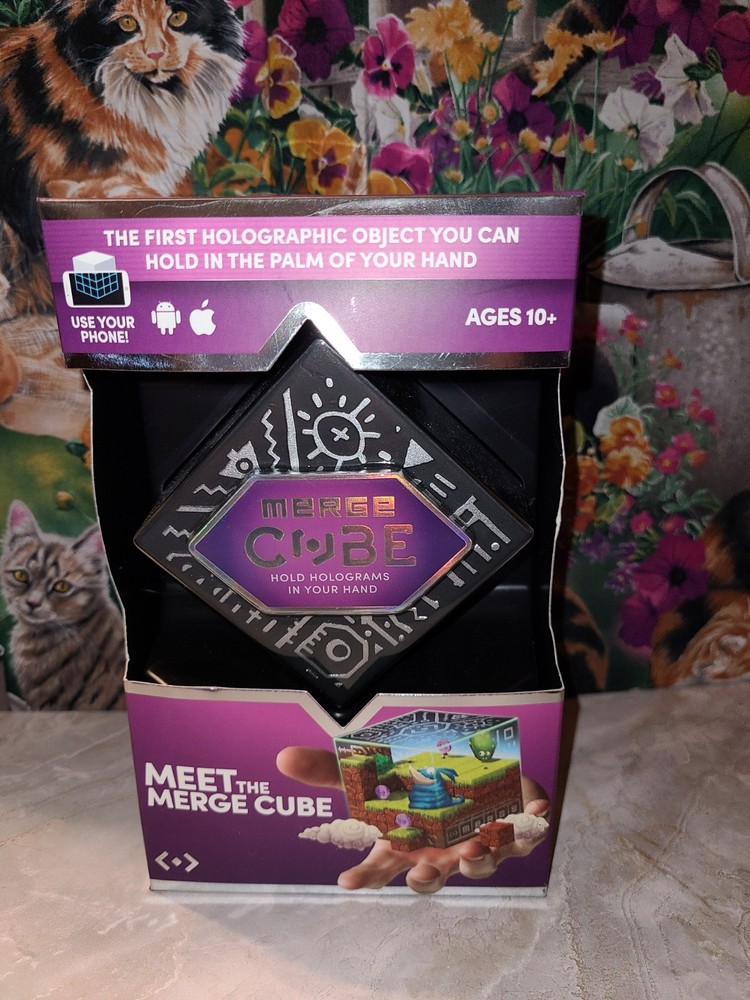 THE FIRST HOLOGRAPHIC OBJECT YOU CAN
HOLD IN THE PALM OF YOUR HAND
USE YOUR
PHONE!
AGES 10+
MERGE
CUBE
HOLD HOLOGRAMS
IN YOUR HAND
MEET THE
MERGE CUBE